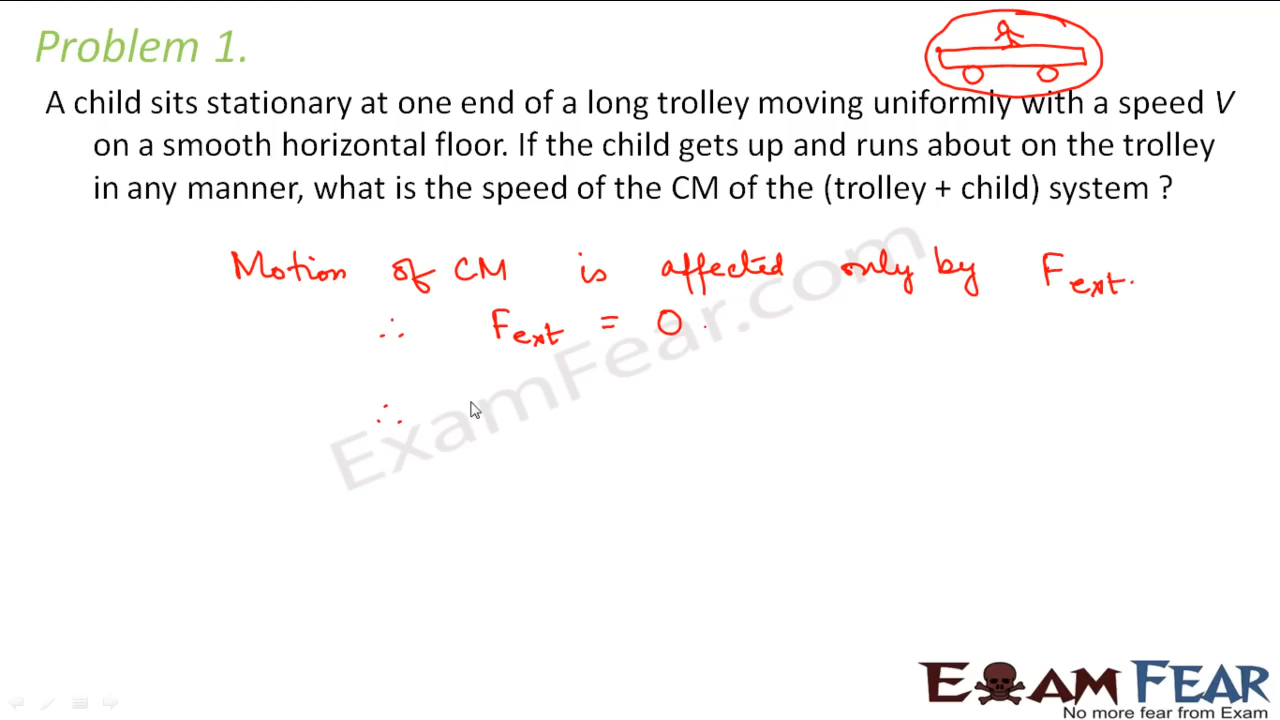 Problem 1.
A child sits stationary at one end of a long trolley moving uniformly with a speed V
on a smooth horizontal floor. If the child gets up and runs about on the trolley
in any manner, what is the speed of the CM of the (trolley + child) system ?
Motion of CM is affected only by Fext.
∴ Fext = 0.
∴
ExamFear.com
EXAM FEAR
No more fear from Exam